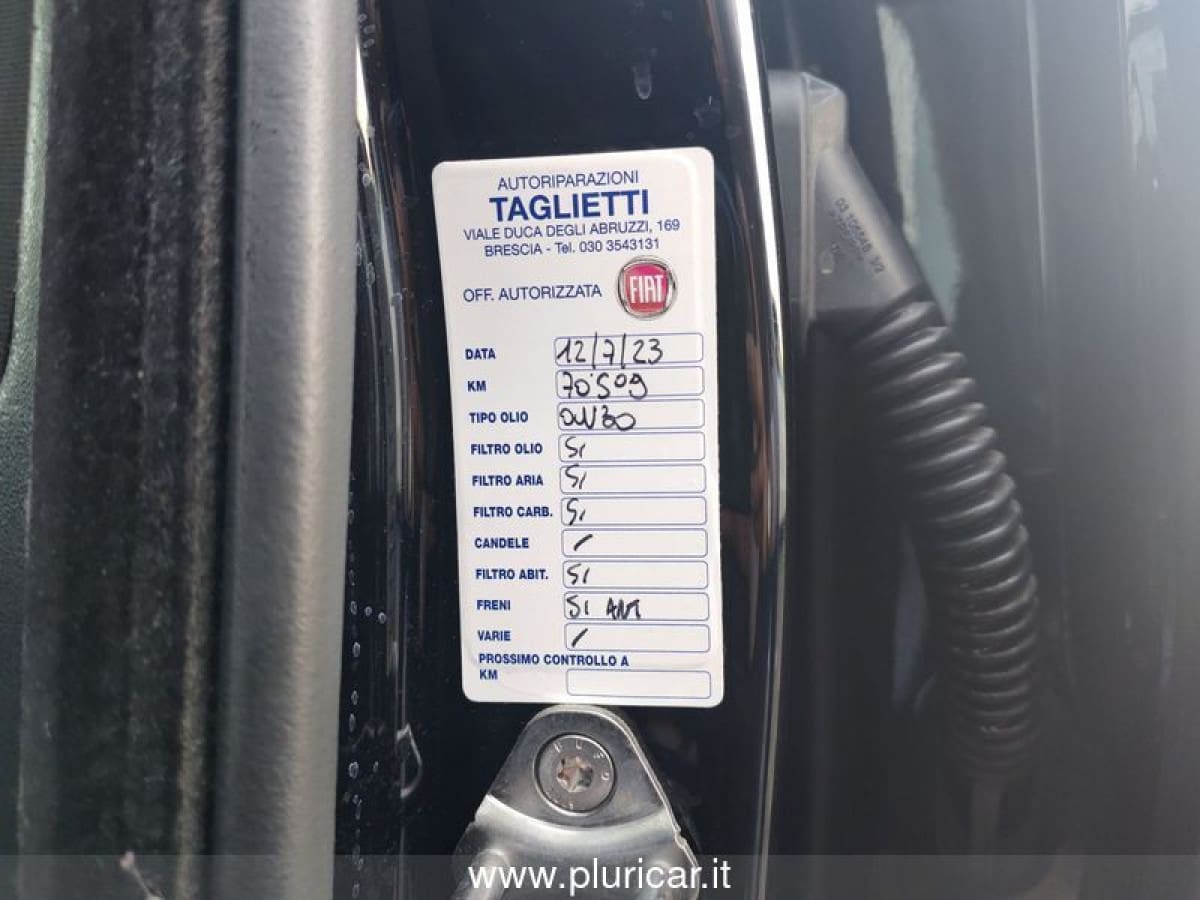 AUTORIPARAZIONI
TAGLIETTI
VIALE DUCA DEGLI ABRUZZI, 169
BRESCIA - Tel. 030 3543131
OFF. AUTORIZZATA FIAT
DATA 12/7/23
KM 70'509
TIPO OLIO 0W30
FILTRO OLIO SI
FILTRO ARIA SI
FILTRO CARB. SI
CANDELE /
FILTRO ABIT. SI
FRENI SI ANT
VARIE /
PROSSIMO CONTROLLO A
KM
www.pluricar.it